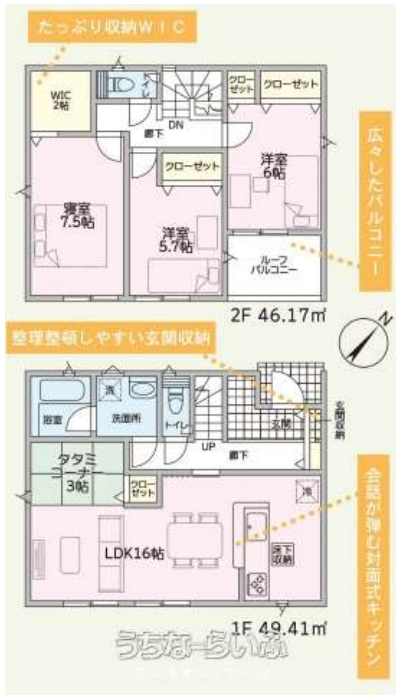 たっぷり収納WIC
WIC
2帖
トイレ
クローゼット
クローゼット
DN
廊下
洋室
6帖
クローゼット
寝室
7.5帖
洋室
5.7帖
ルーフ
バルコニー
広々したバルコニー
2F 46.17㎡
整理整頓しやすい玄関収納
N
浴室
洗
洗面所
トイレ
玄関
玄関収納
UP
廊下
タタミ
コーナー
3帖
クローゼット
冷
LDK16帖
床下
収納
会話が弾む対面式キッチン
うちなーらいふ
1F 49.41㎡